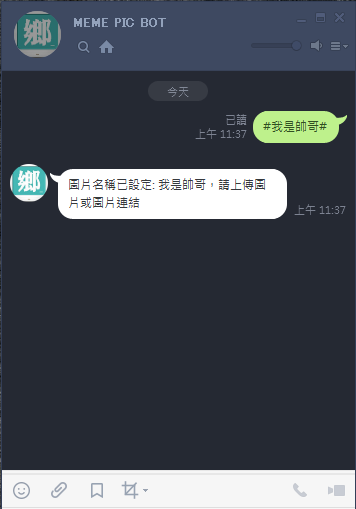 鄉
MEME PIC BOT
今天
已讀
上午 11:37
#我是帥哥#
鄉
圖片名稱已設定: 我是帥哥，請上傳圖
片或圖片連結
上午 11:37